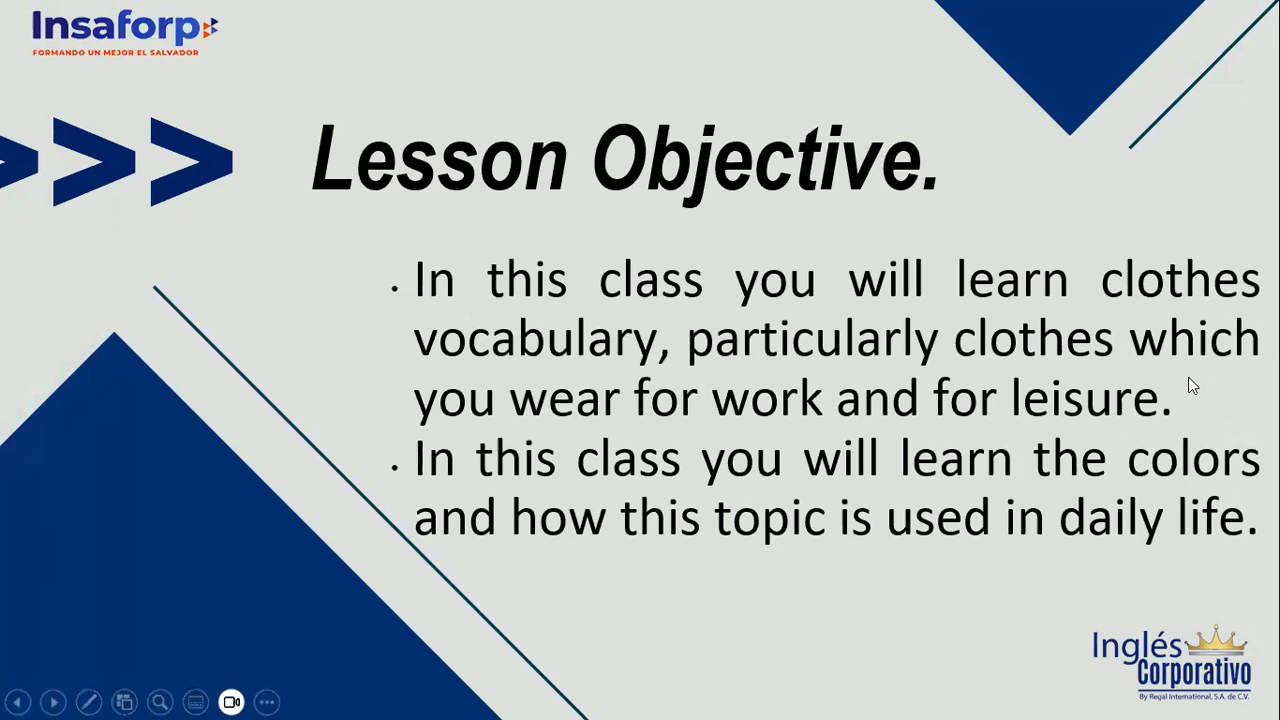 Insaforp
FORMANDO UN MEJOR EL SALVADOR
Lesson Objective.
• In this class you will learn clothes
vocabulary, particularly clothes which
you wear for work and for leisure.
• In this class you will learn the colors
and how this topic is used in daily life.
Inglés
Corporativo
By Regal International, S.A. de C.V.